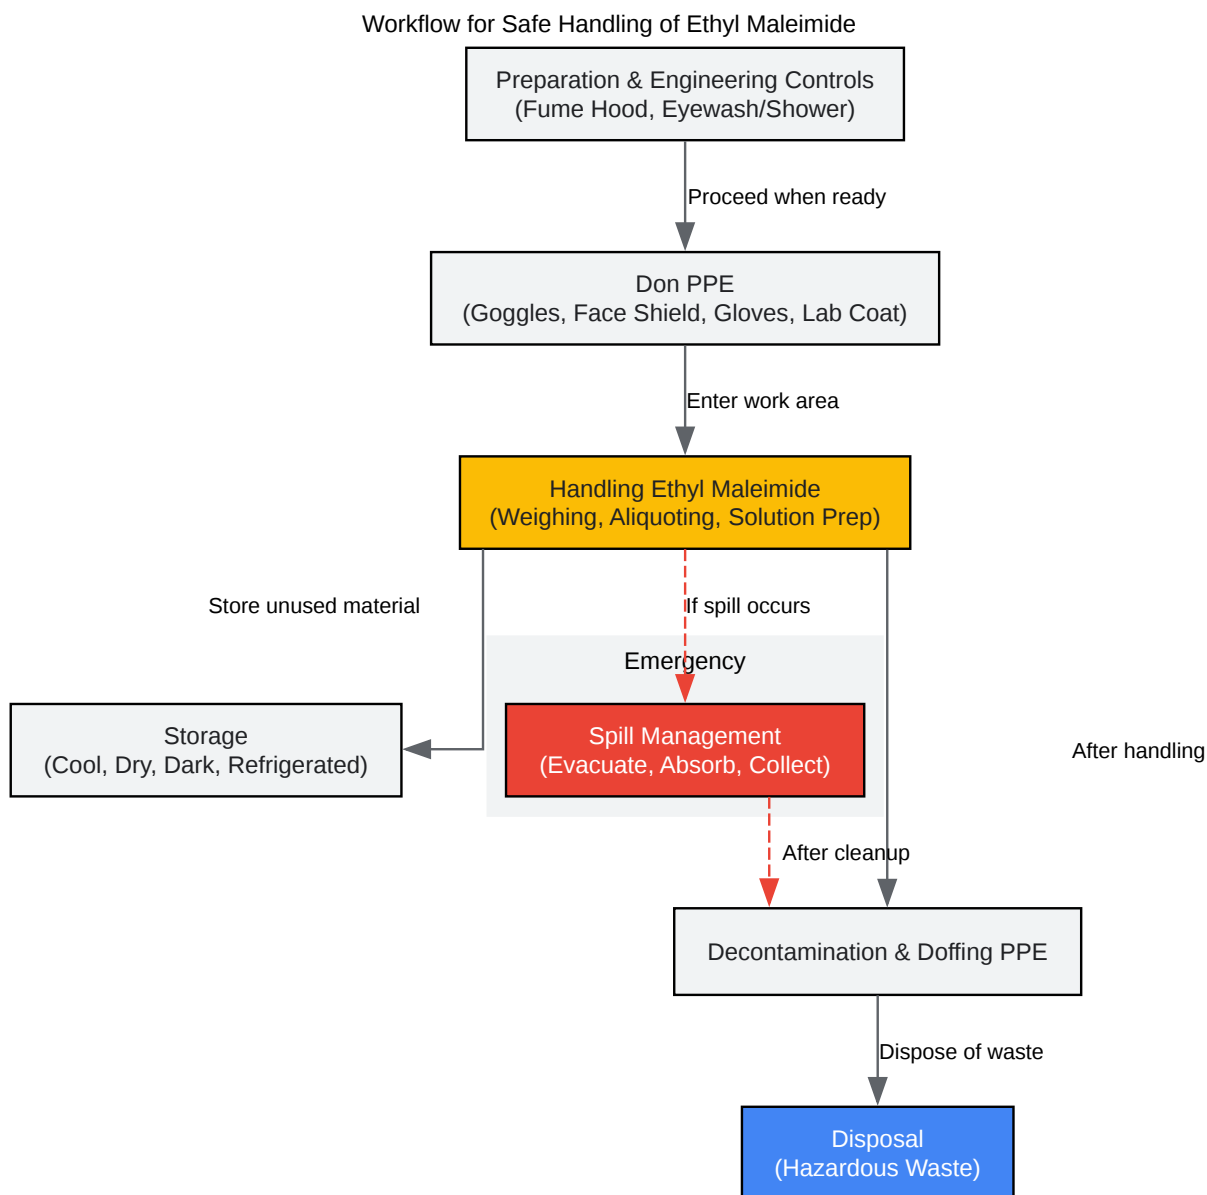 Workflow for Safe Handling of Ethyl Maleimide
Preparation & Engineering Controls
(Fume Hood, Eyewash/Shower)
Proceed when ready
Don PPE
(Goggles, Face Shield, Gloves, Lab Coat)
Enter work area
Handling Ethyl Maleimide
(Weighing, Aliquoting, Solution Prep)
Store unused material
If spill occurs
Emergency
Storage
(Cool, Dry, Dark, Refrigerated)
Spill Management
(Evacuate, Absorb, Collect)
After handling
After cleanup
Decontamination & Doffing PPE
Dispose of waste
Disposal
(Hazardous Waste)